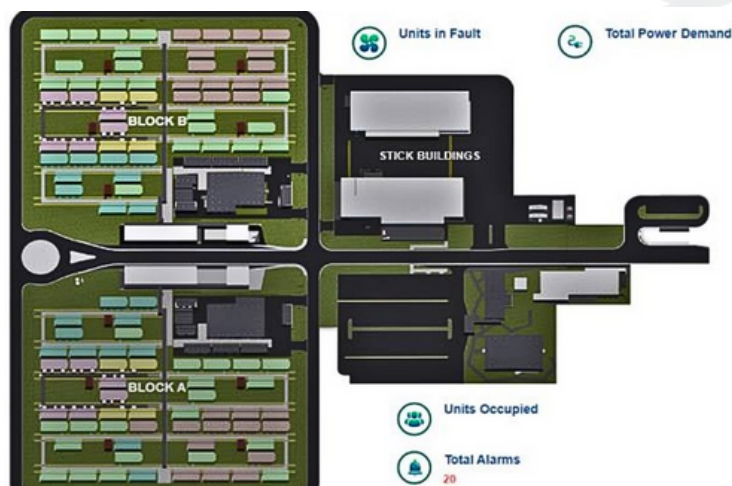 Units in Fault
Total Power Demand
BLOCK B
STICK BUILDINGS
BLOCK A
Units Occupied
Total Alarms
20